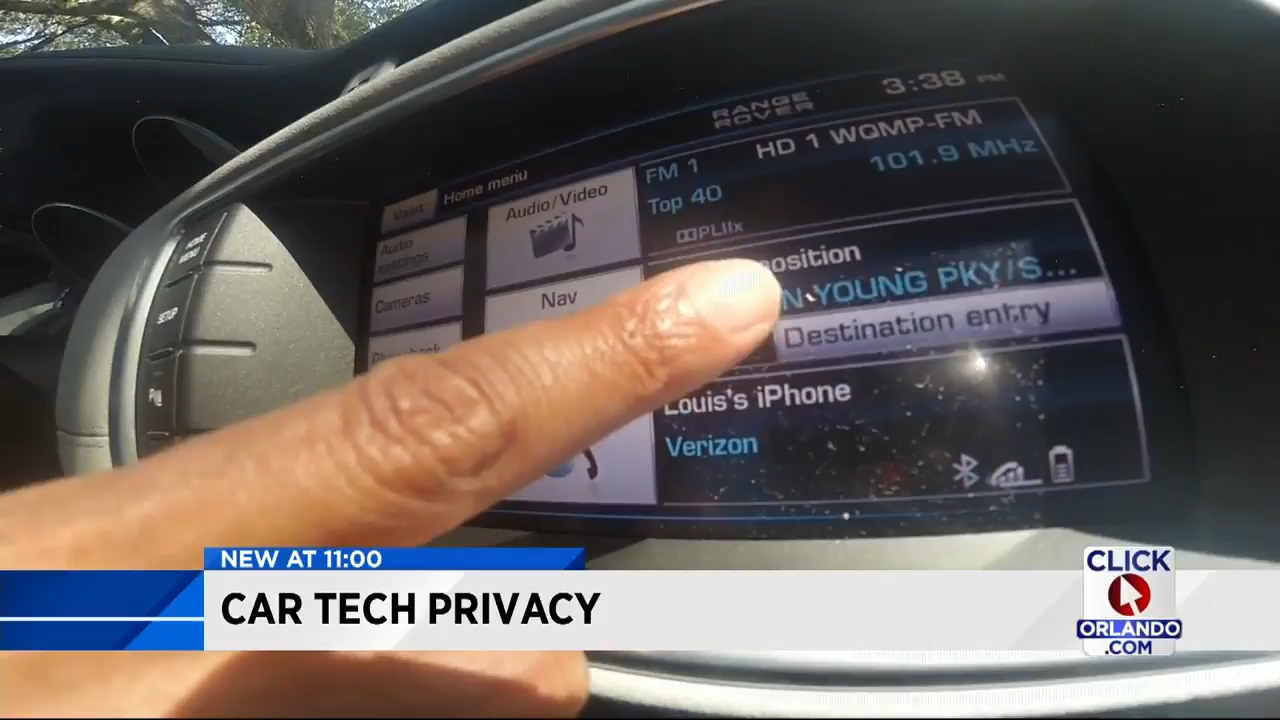 3:38 PM
RANGE
ROVER
Valet
Home menu
FM 1
HD 1 WQMP-FM
101.9 MHz
Top 40
PLIIx
Audio/Video
Audio
settings
Cameras
Nav
osition
N YOUNG PKY/S...
Destination entry
Louis's iPhone
Verizon
HOME
MENU
SETUP
NEW AT 11:00
CAR TECH PRIVACY
CLICK
ORLANDO
.COM